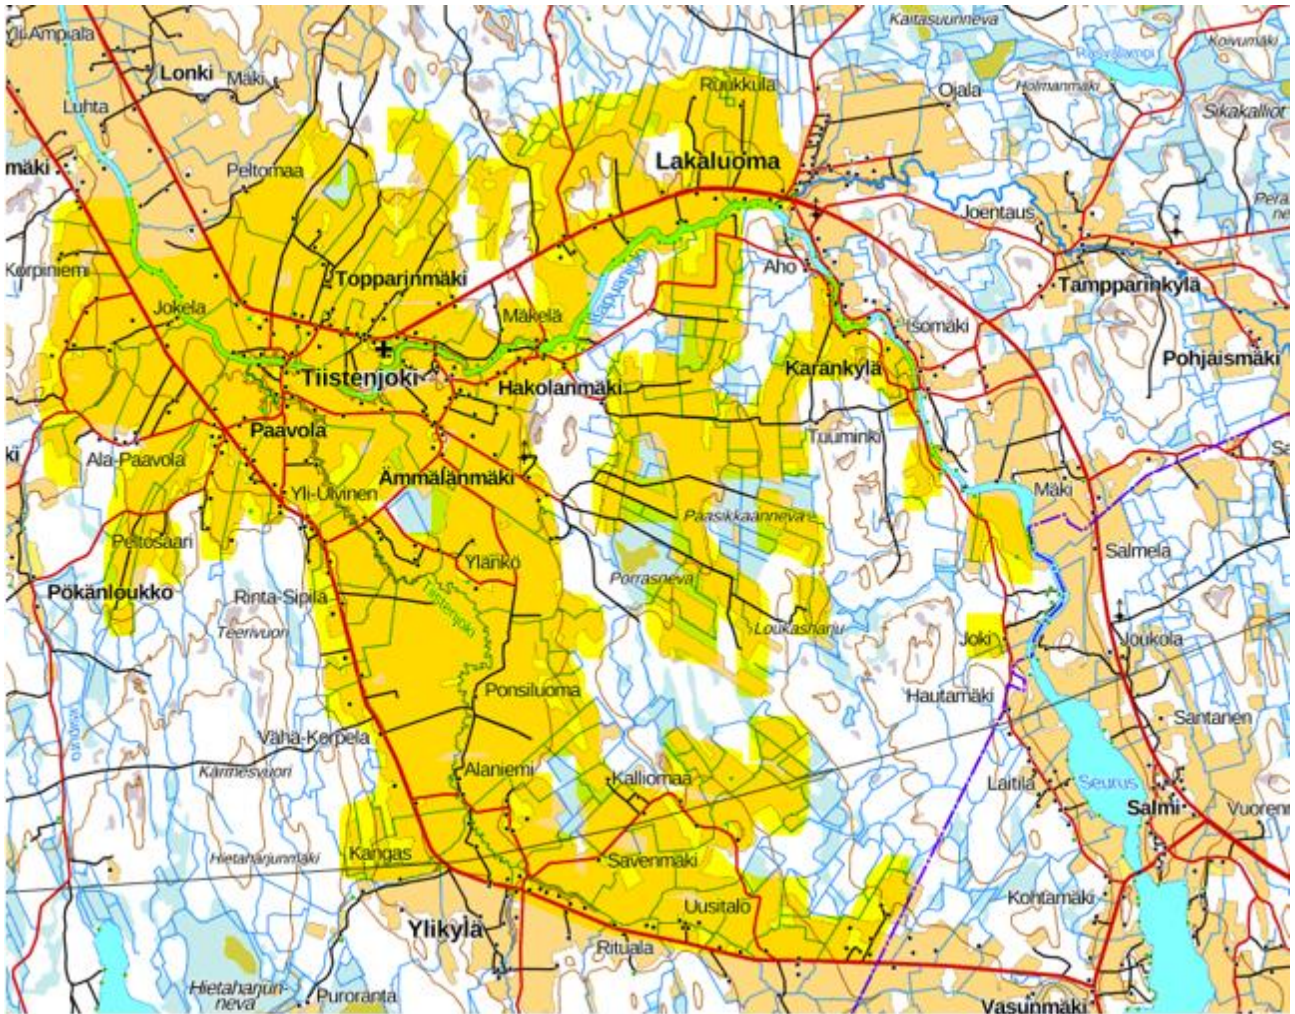 Kaitasuurineva
Yli-Ampiala
Koivumäki
Lonki
Mäki
Ruukkula
Ojala
Holmanmäki
Luhta
Sikakalliot
mäki
Peltomaa
Lakaluoma
Joentaus
Korpiniemi
Topparinmäki
Aho
Tampparinkylä
Jokela
Mäkelä
Lapuanjoki
Isomäki
Pohjaismäki
Tiistenjoki
Hakolanmäki
Karankylä
Paavola
Tuuminki
Ala-Paavola
Ämmälänmäki
Yli-Ulvinen
Mäki
Paasikkaanneva
Peltosaari
Salmela
Ylänkö
Porrasneva
Pökänloukko
Rinta-Sipilä
Tiistenjoki
Teerivuori
Loukasharju
Joki
Joukola
Ponsiluoma
Hautamäki
Santanen
Vähä-Korpela
Kärmesvuori
Alaniemi
Kalliomaa
Laitila
Seurus
Salmi
Hietaharjunmäki
Kangas
Savenmäki
Kohtamäki
Uusitalo
Ylikylä
Rituala
Hietaharjun-
neva
Puroranta
Vasunmäki